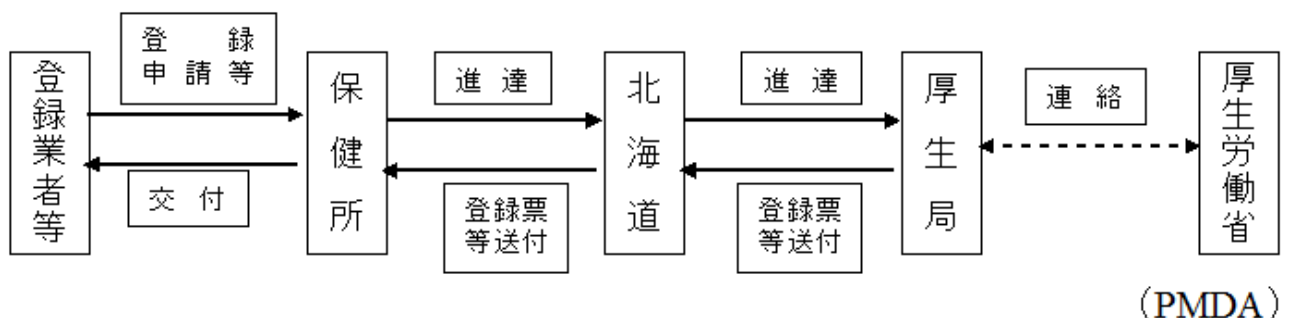 登録業者等
登 録
申 請 等
交 付
保健所
進 達
登録票
等送付
北海道
進 達
登録票
等送付
厚生局
連 絡
厚生労働省
（PMDA）